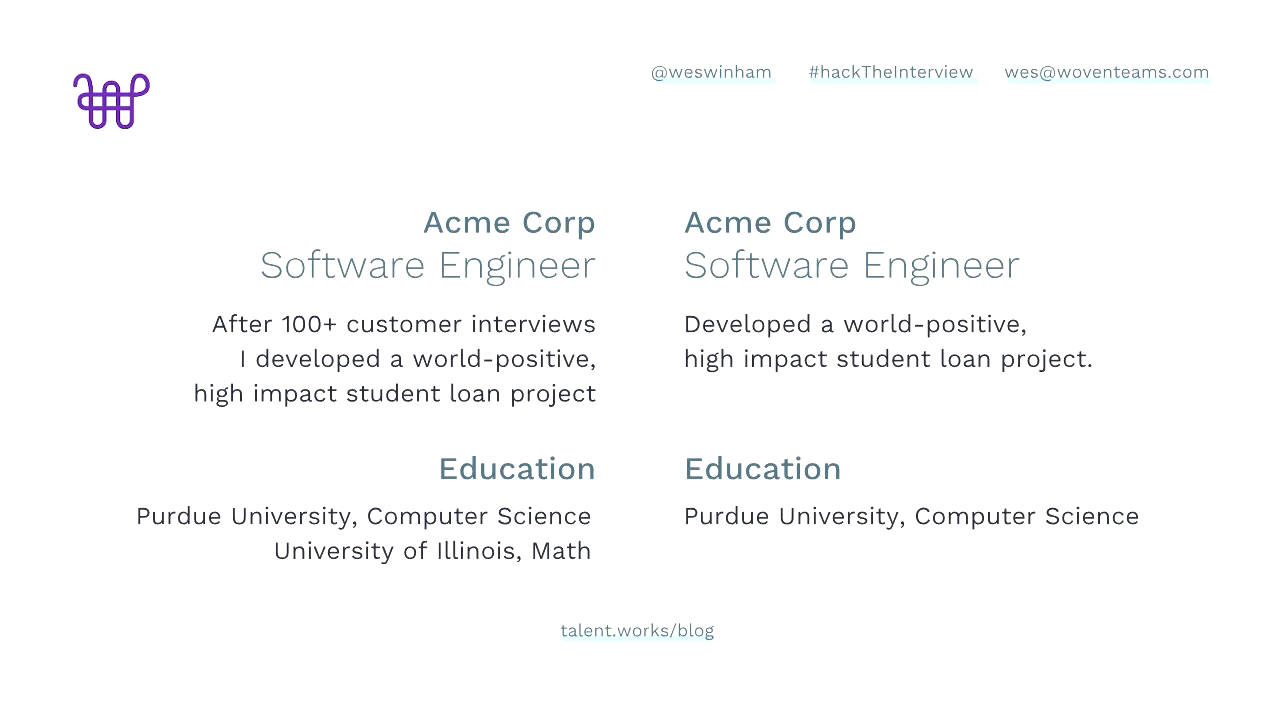 @weswinham #hackTheInterview wes@woventeams.com
Acme Corp
Software Engineer
After 100+ customer interviews
I developed a world-positive,
high impact student loan project
Education
Purdue University, Computer Science
University of Illinois, Math
Acme Corp
Software Engineer
Developed a world-positive,
high impact student loan project.
Education
Purdue University, Computer Science
talent.works/blog